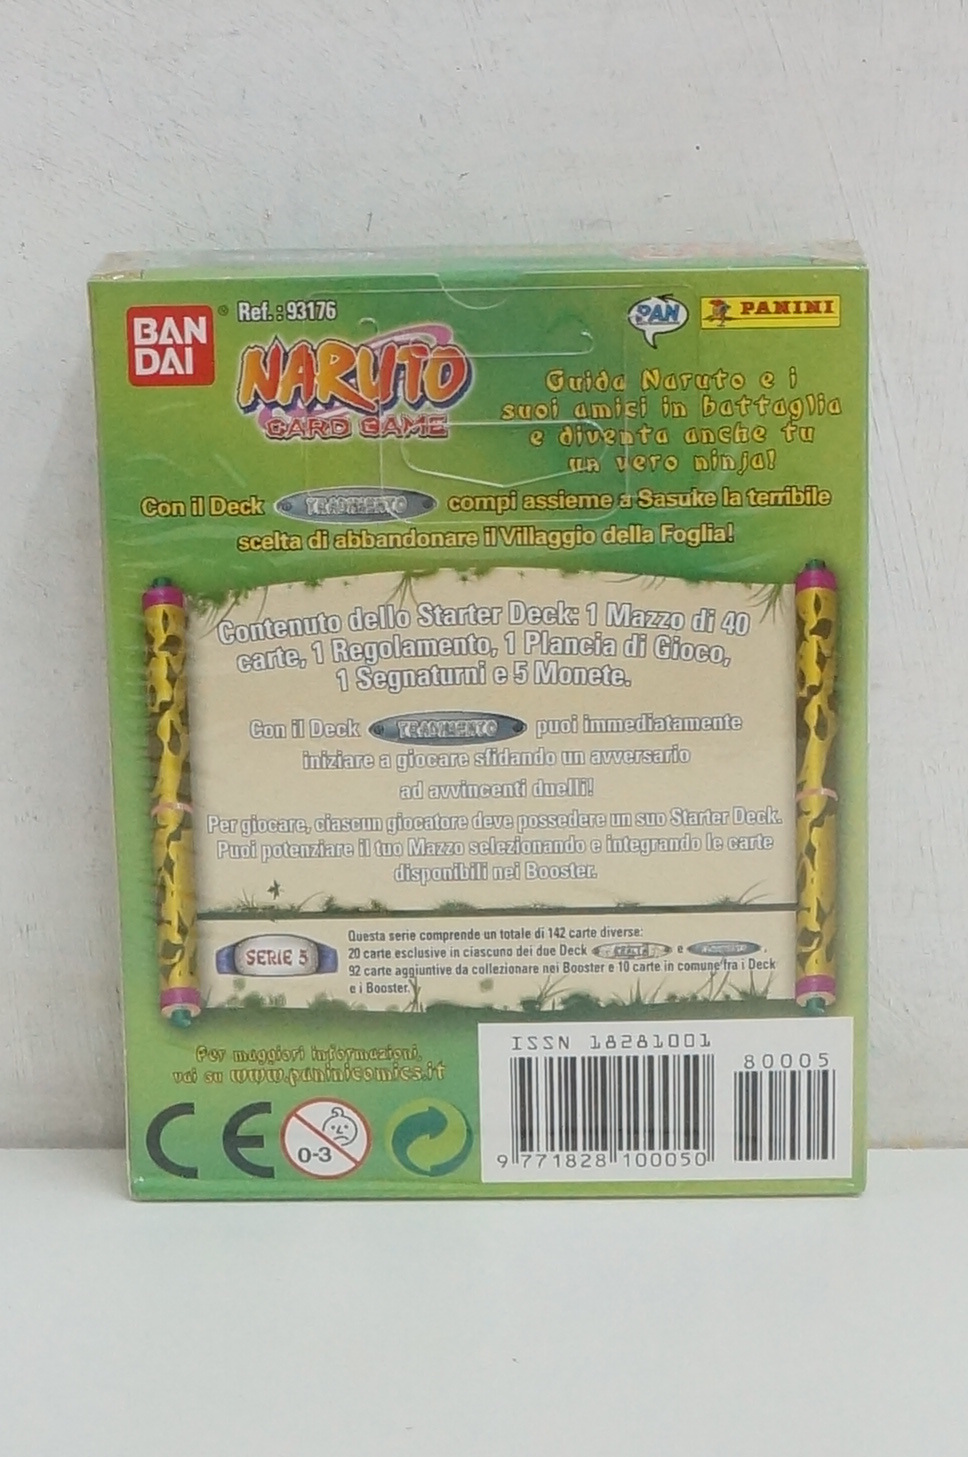 BAN
DAI
Ref.: 93176
PAN
PANINI
NARUTO
CARD GAME
Guida Naruto e i
suoi amici in battaglia
e diventa anche tu
un vero ninja!
Con il Deck TRADIMENTO compi assieme a Sasuke la terribile
scelta di abbandonare il Villaggio della Foglia!
Contenuto dello Starter Deck: 1 Mazzo di 40
carte, 1 Regolamento, 1 Plancia di Gioco,
1 Segnaturni e 5 Monete.
Con il Deck TRADIMENTO puoi immediatamente
iniziare a giocare sfidando un avversario
ad avvincenti duelli!
Per giocare, ciascun giocatore deve possedere un suo Starter Deck.
Puoi potenziare il tuo Mazzo selezionando e integrando le carte
disponibili nei Booster.
SERIE 5
Questa serie comprende un totale di 142 carte diverse:
20 carte esclusive in ciascuno dei due Deck e .
92 carte aggiuntive da collezionare nei Booster e 10 carte in comune fra i Deck
e i Booster.
Per maggiori informazioni,
vai su www.paninicomics.it
CE
0-3
ISSN 18281001
80005
9 771828 100050